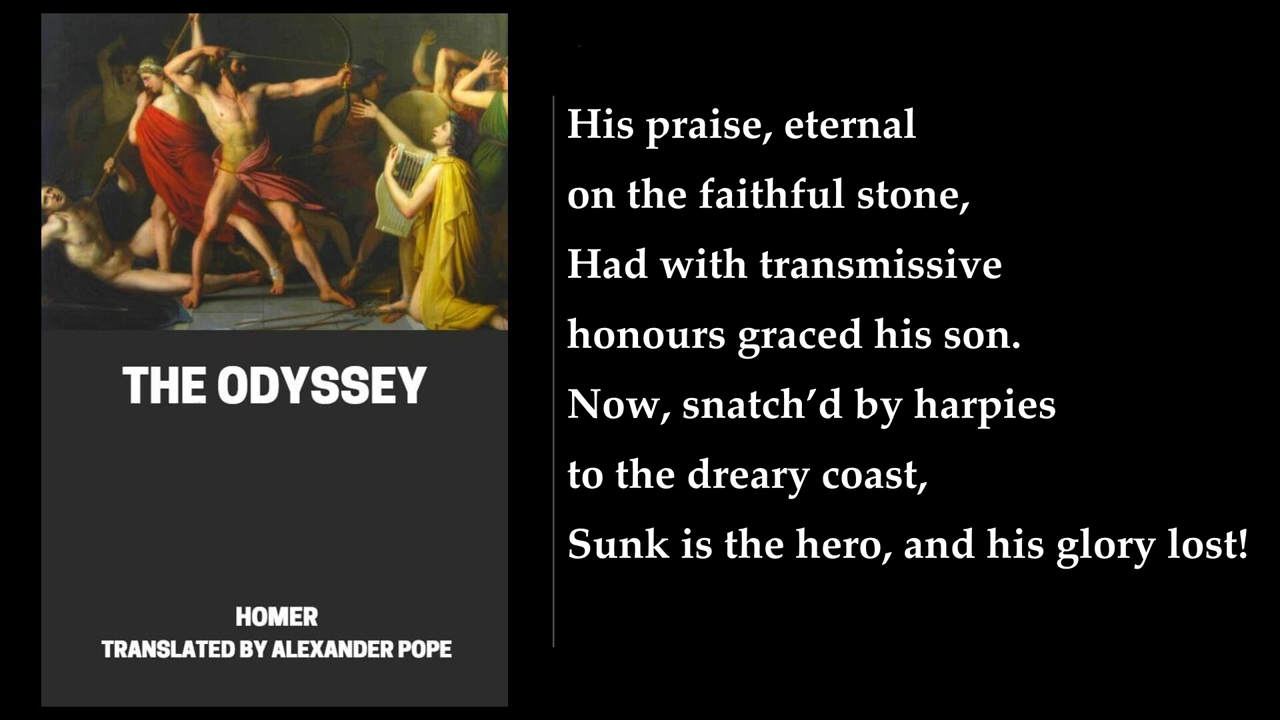 THE ODYSSEY
HOMER
TRANSLATED BY ALEXANDER POPE
His praise, eternal
on the faithful stone,
Had with transmissive
honours graced his son.
Now, snatch’d by harpies
to the dreary coast,
Sunk is the hero, and his glory lost!